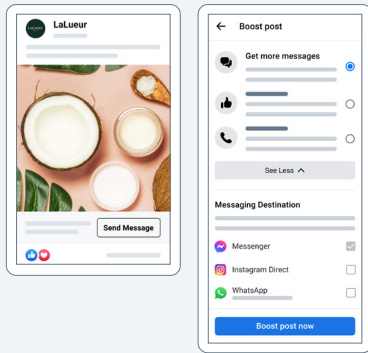 LaLueur
Send Message
Boost post
Get more messages
See Less
Messaging Destination
Messenger
Instagram Direct
WhatsApp
Boost post now